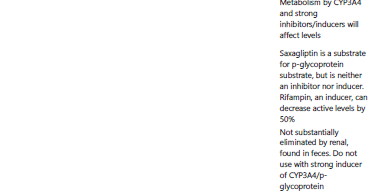 Metabolism by CYP3A4
and strong
inhibitors/inducers will
affect levels
Saxagliptin is a substrate
for p-glycoprotein
substrate, but is neither
an inhibitor nor inducer.
Rifampin, an inducer, can
decrease active levels by
50%
Not substantially
eliminated by renal,
found in feces. Do not
use with strong inducer
of CYP3A4/p-
glycoprotein